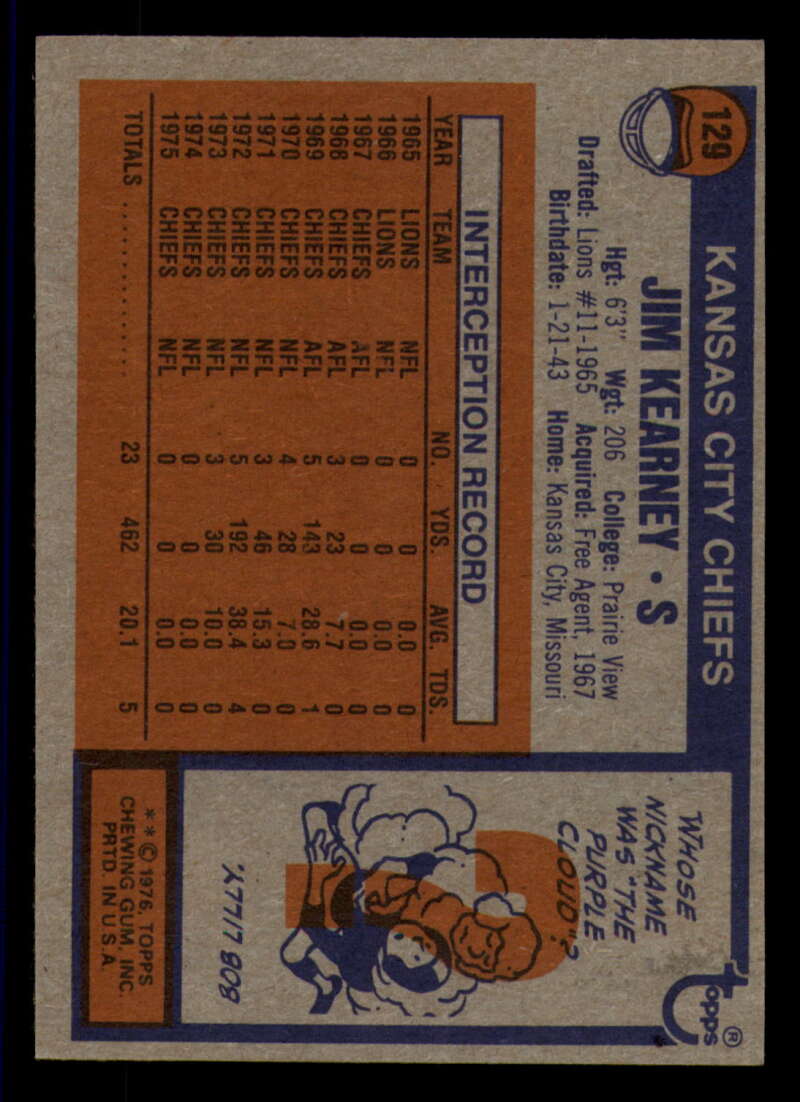 129
KANSAS CITY CHIEFS
JIM KEARNEY • S
Hgt: 6'3" Wgt: 206 College: Prairie View
Drafted: Lions #11-1965 Acquired: Free Agent, 1967
Birthdate: 1-21-43 Home: Kansas City, Missouri
INTERCEPTION RECORD
YEAR TEAM NO. YDS. AVG. TDS.
1965 LIONS NFL 0 0 0.0 0
1966 LIONS NFL 0 0 0.0 0
1967 CHIEFS AFL 0 0 0.0 0
1968 CHIEFS AFL 3 23 7.7 0
1969 CHIEFS AFL 5 143 28.6 1
1970 CHIEFS NFL 4 28 7.0 0
1971 CHIEFS NFL 3 46 15.3 0
1972 CHIEFS NFL 5 192 38.4 4
1973 CHIEFS NFL 3 30 10.0 0
1974 CHIEFS NFL 0 0 0.0 0
1975 CHIEFS NFL 0 0 0.0 0
TOTALS .................. 23 462 20.1 5
topps®
WHOSE
NICKNAME
WAS "THE
PURPLE
CLOUD"?
BOB LILLY.
**© 1976, TOPPS
CHEWING GUM, INC.
PRTD. IN U.S.A.